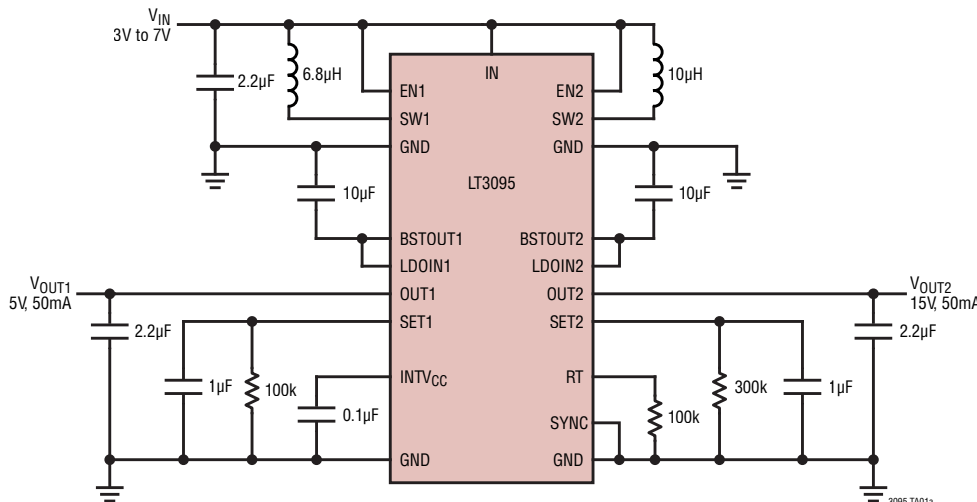 VIN
3V to 7V
2.2µF
6.8µH
10µH
IN
EN1
EN2
SW1
SW2
GND
GND
LT3095
10µF
10µF
BSTOUT1
BSTOUT2
LDOIN1
LDOIN2
VOUT1
5V, 50mA
OUT1
OUT2
VOUT2
15V, 50mA
2.2µF
SET1
SET2
2.2µF
1µF
100k
INTVCC
RT
300k
1µF
0.1µF
100k
SYNC
GND
GND
3095 TA01a